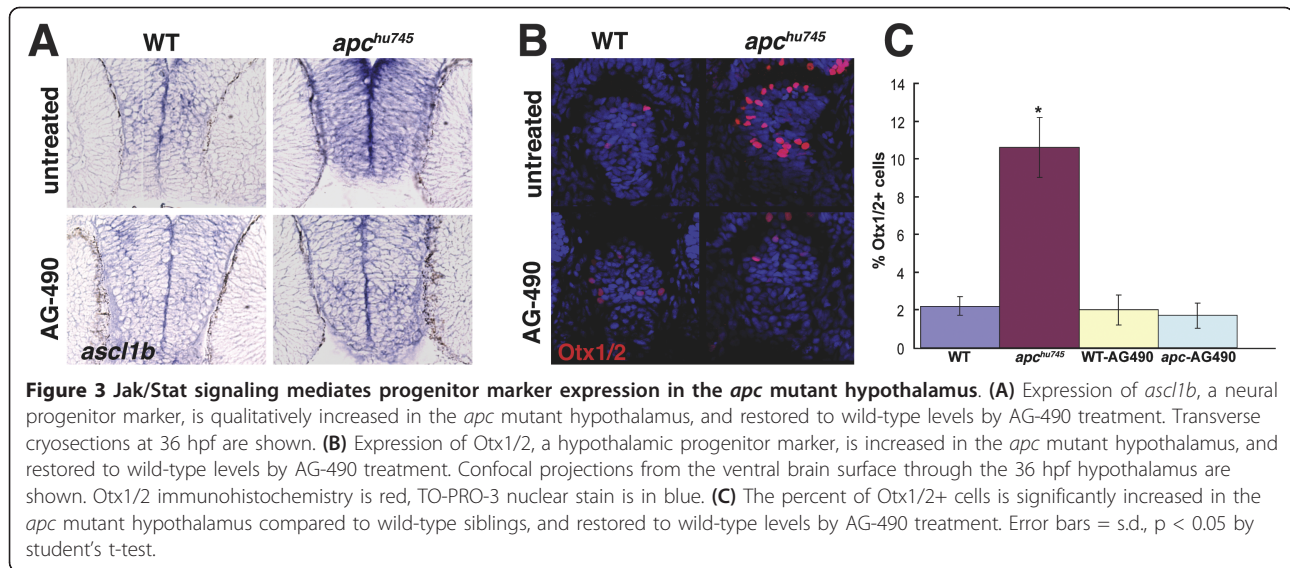 A
WT
apchu745
untreated
AG-490
ascl1b
B
WT
apchu745
untreated
AG-490
Otx1/2
C
% Otx1/2+ cells
14
12
10
8
6
4
2
0
*
WT
apchu745
WT-AG490
apc-AG490
Figure 3 Jak/Stat signaling mediates progenitor marker expression in the apc mutant hypothalamus. (A) Expression of ascl1b, a neural
progenitor marker, is qualitatively increased in the apc mutant hypothalamus, and restored to wild-type levels by AG-490 treatment. Transverse
cryosections at 36 hpf are shown. (B) Expression of Otx1/2, a hypothalamic progenitor marker, is increased in the apc mutant hypothalamus, and
restored to wild-type levels by AG-490 treatment. Confocal projections from the ventral brain surface through the 36 hpf hypothalamus are
shown. Otx1/2 immunohistochemistry is red, TO-PRO-3 nuclear stain is in blue. (C) The percent of Otx1/2+ cells is significantly increased in the
apc mutant hypothalamus compared to wild-type siblings, and restored to wild-type levels by AG-490 treatment. Error bars = s.d., p < 0.05 by
student's t-test.